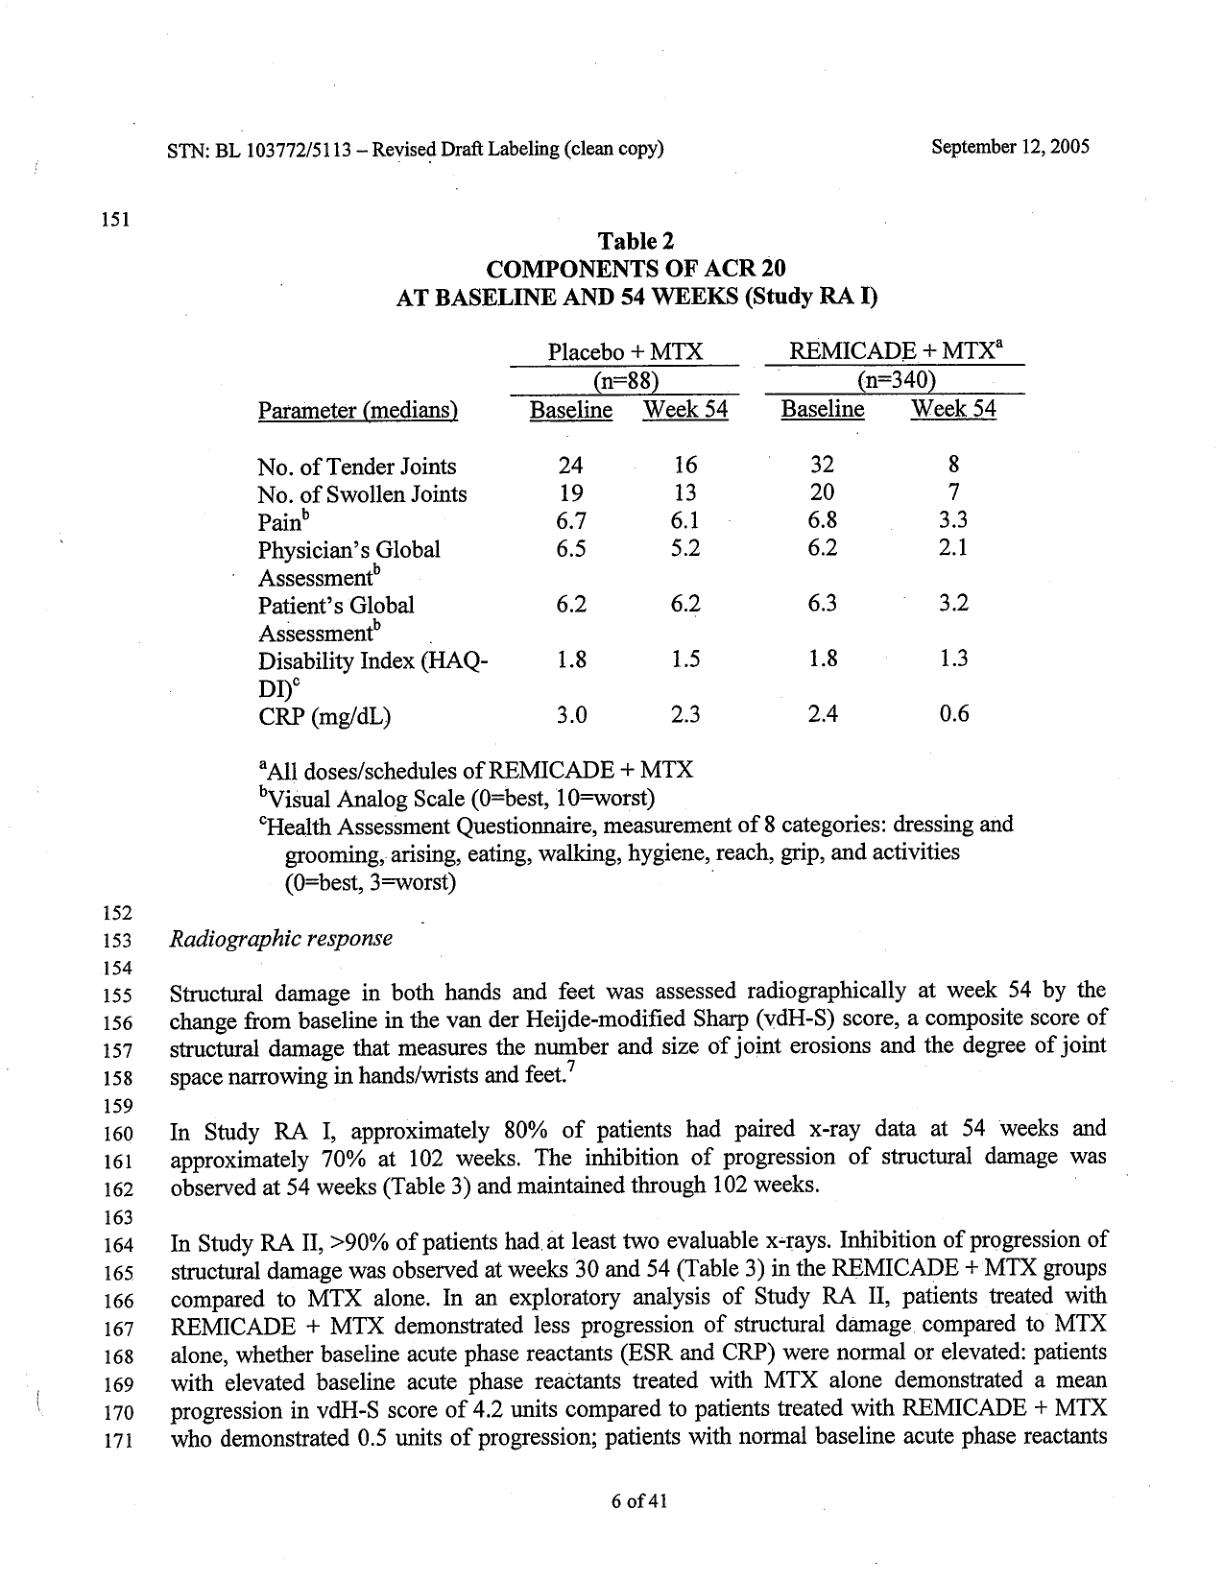 STN: BL 103772/5113 – Revised Draft Labeling (clean copy) September 12, 2005
151
Table 2
COMPONENTS OF ACR 20
AT BASELINE AND 54 WEEKS (Study RA I)
Placebo + MTX REMICADE + MTXᵃ
(n=88) (n=340)
Parameter (medians) Baseline Week 54 Baseline Week 54
No. of Tender Joints 24 16 32 8
No. of Swollen Joints 19 13 20 7
Painᵇ 6.7 6.1 6.8 3.3
Physician's Global 6.5 5.2 6.2 2.1
Assessmentᵇ
Patient's Global 6.2 6.2 6.3 3.2
Assessmentᵇ
Disability Index (HAQ- 1.8 1.5 1.8 1.3
DI)ᶜ
CRP (mg/dL) 3.0 2.3 2.4 0.6
ᵃAll doses/schedules of REMICADE + MTX
ᵇVisual Analog Scale (0=best, 10=worst)
ᶜHealth Assessment Questionnaire, measurement of 8 categories: dressing and
grooming, arising, eating, walking, hygiene, reach, grip, and activities
(0=best, 3=worst)
152
153 Radiographic response
154
155 Structural damage in both hands and feet was assessed radiographically at week 54 by the
156 change from baseline in the van der Heijde-modified Sharp (vdH-S) score, a composite score of
157 structural damage that measures the number and size of joint erosions and the degree of joint
158 space narrowing in hands/wrists and feet.⁷
159
160 In Study RA I, approximately 80% of patients had paired x-ray data at 54 weeks and
161 approximately 70% at 102 weeks. The inhibition of progression of structural damage was
162 observed at 54 weeks (Table 3) and maintained through 102 weeks.
163
164 In Study RA II, >90% of patients had at least two evaluable x-rays. Inhibition of progression of
165 structural damage was observed at weeks 30 and 54 (Table 3) in the REMICADE + MTX groups
166 compared to MTX alone. In an exploratory analysis of Study RA II, patients treated with
167 REMICADE + MTX demonstrated less progression of structural damage compared to MTX
168 alone, whether baseline acute phase reactants (ESR and CRP) were normal or elevated: patients
169 with elevated baseline acute phase reactants treated with MTX alone demonstrated a mean
170 progression in vdH-S score of 4.2 units compared to patients treated with REMICADE + MTX
171 who demonstrated 0.5 units of progression; patients with normal baseline acute phase reactants
6 of 41